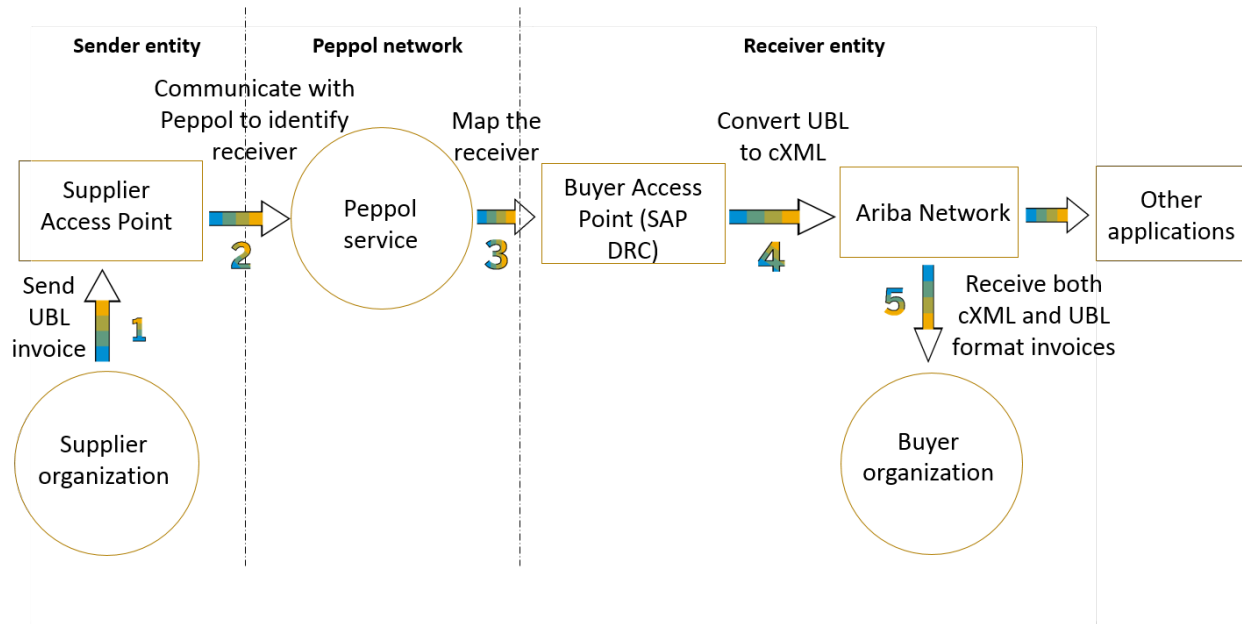 Sender entity
Peppol network
Receiver entity
Communicate with
Peppol to identify
receiver
Map the
receiver
Convert UBL
to cXML
Supplier
Access Point
Peppol
service
Buyer Access
Point (SAP
DRC)
Ariba Network
Other
applications
2
3
4
Send
UBL
invoice
1
5
Receive both
cXML and UBL
format invoices
Supplier
organization
Buyer
organization